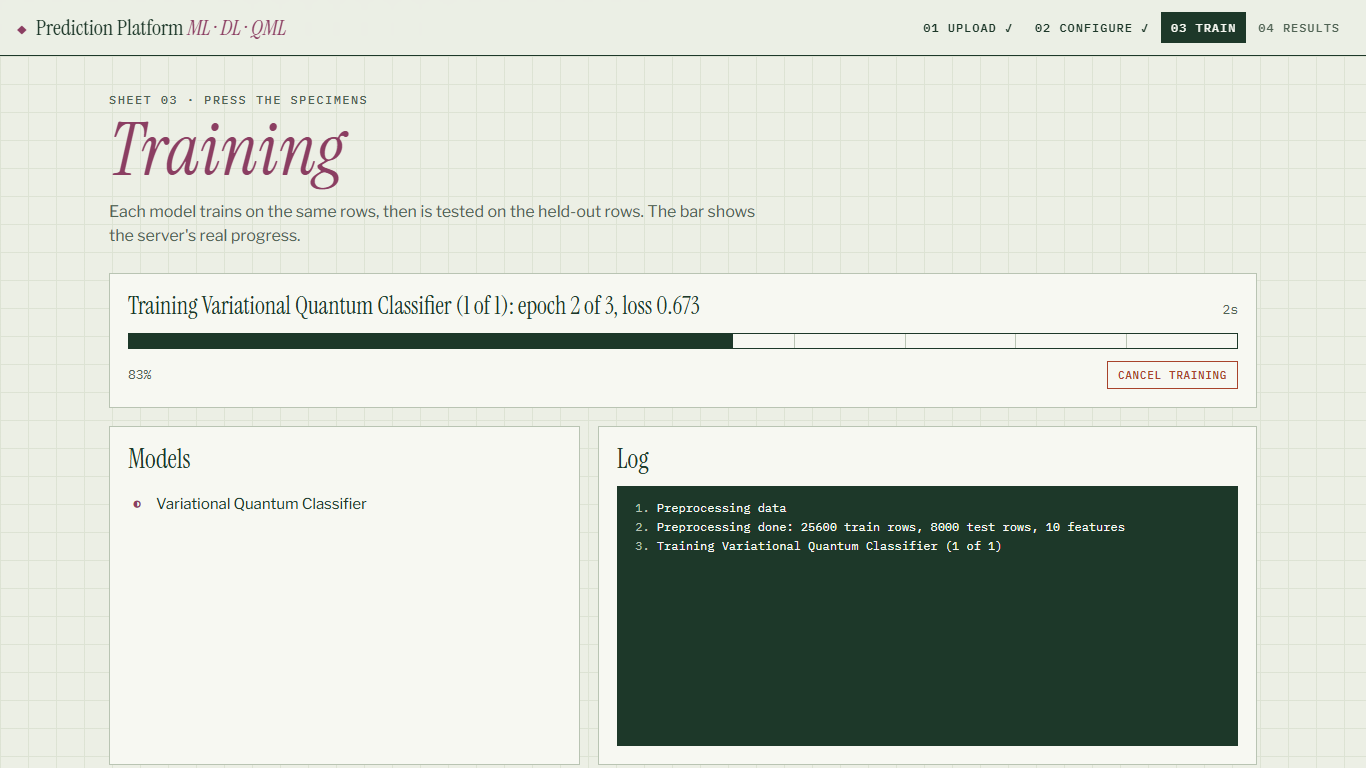 Prediction Platform ML · DL · QML
01 UPLOAD ✓ 02 CONFIGURE ✓ 03 TRAIN 04 RESULTS
SHEET 03 · PRESS THE SPECIMENS
Training
Each model trains on the same rows, then is tested on the held-out rows. The bar shows
the server's real progress.
Training Variational Quantum Classifier (1 of 1): epoch 2 of 3, loss 0.673
2s
83%
CANCEL TRAINING
Models
Variational Quantum Classifier
Log
1. Preprocessing data
2. Preprocessing done: 25600 train rows, 8000 test rows, 10 features
3. Training Variational Quantum Classifier (1 of 1)